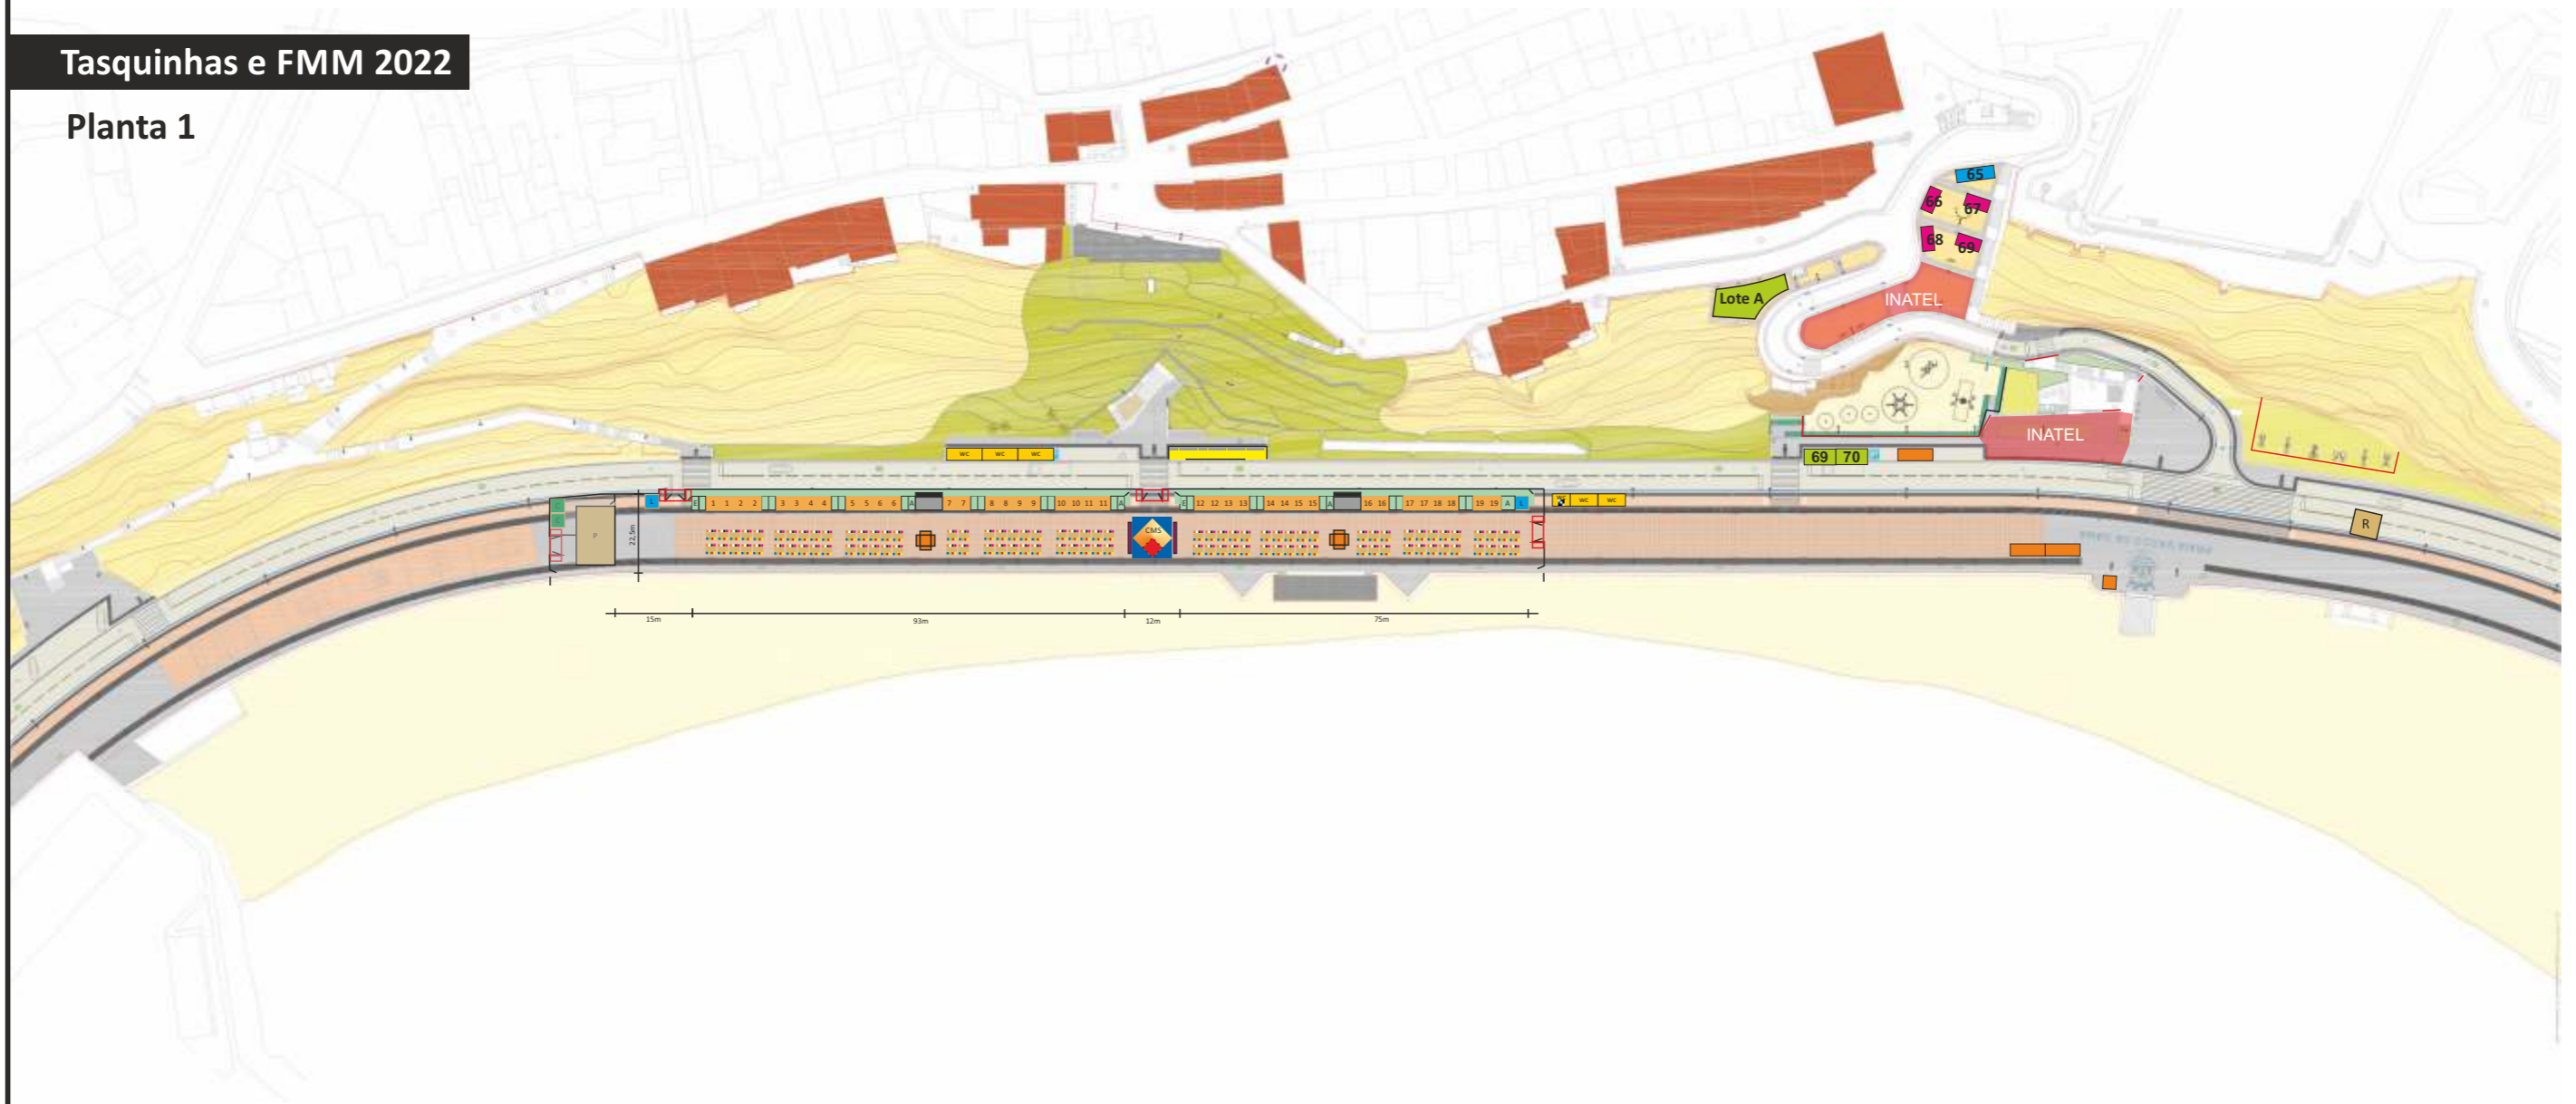 Tasquinhas e FMM 2022
Planta 1
65
66
67
68
69
Lote A
INATEL
INATEL
WC WC WC
69 70
L
E 1 1 2 2 3 3 4 4 5 5 6 6 A 7 7 8 8 9 9 10 10 11 11 A E 12 12 13 13 14 14 15 15 A 16 16 17 17 18 18 19 19 A L
WC WC WC
C
C
P
22,5m
CMS
R
15m
93m
12m
75m